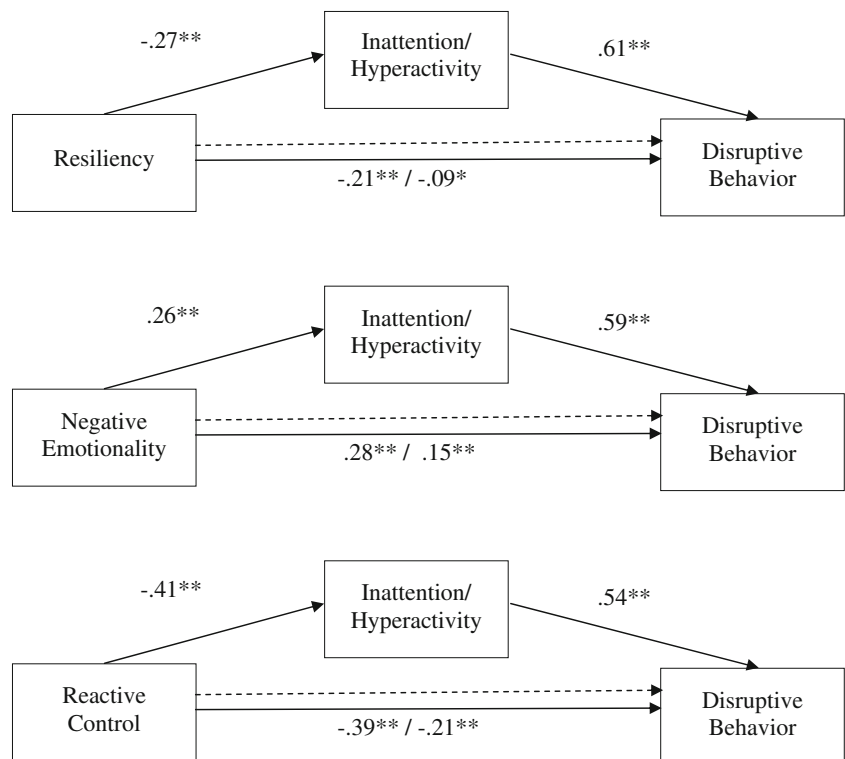 -.27**
Inattention/
Hyperactivity
.61**
Resiliency
Disruptive
Behavior
-.21** / -.09*
.26**
Inattention/
Hyperactivity
.59**
Negative
Emotionality
Disruptive
Behavior
.28** / .15**
-.41**
Inattention/
Hyperactivity
.54**
Reactive
Control
Disruptive
Behavior
-.39** / -.21**